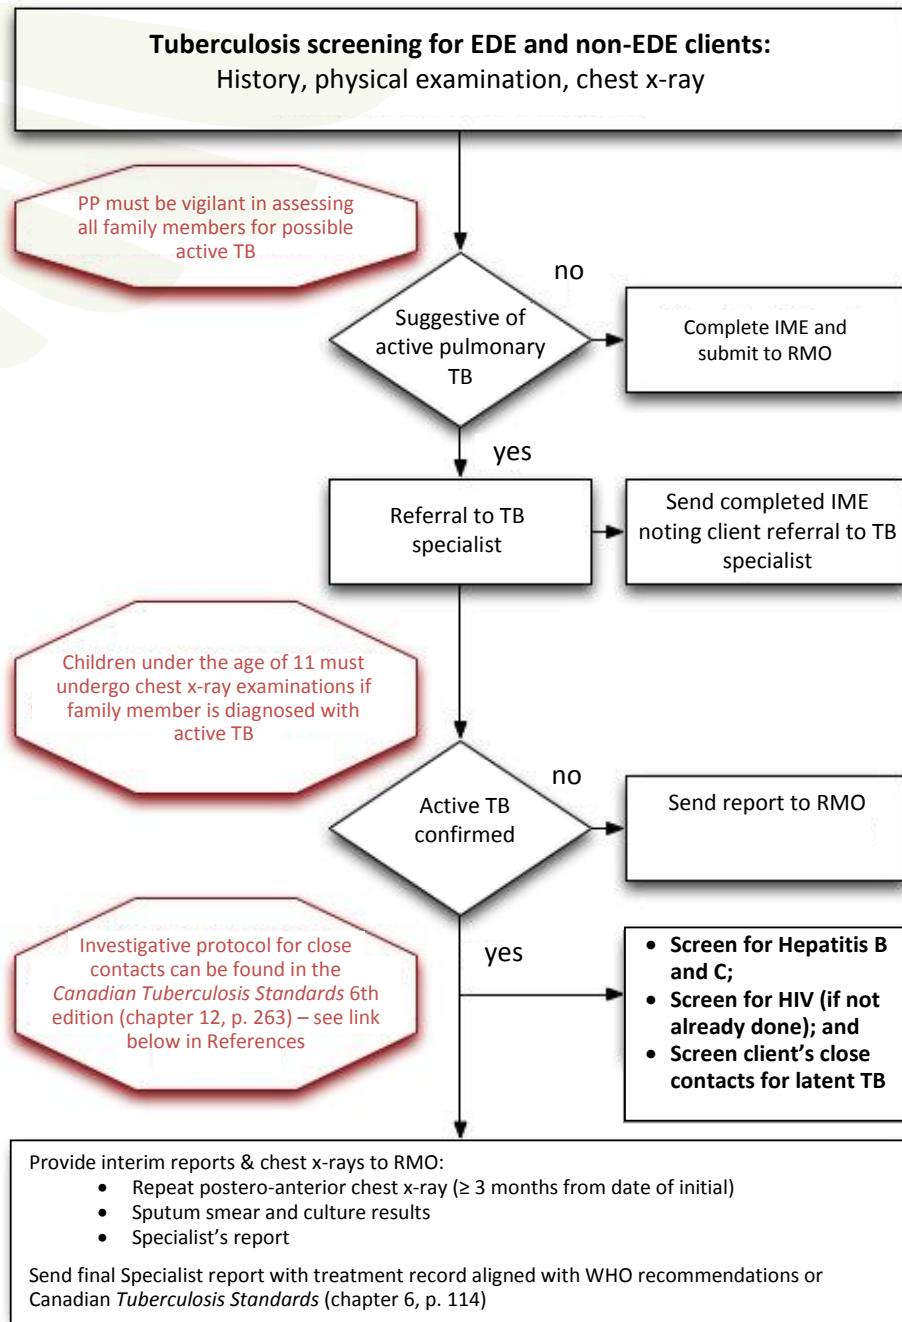 Tuberculosis screening for EDE and non-EDE clients:
History, physical examination, chest x-ray
PP must be vigilant in assessing
all family members for possible
active TB
no
Suggestive of
active pulmonary
TB
Complete IME and
submit to RMO
yes
Referral to TB
specialist
Send completed IME
noting client referral to TB
specialist
Children under the age of 11 must
undergo chest x-ray examinations if
family member is diagnosed with
active TB
no
Active TB
confirmed
Send report to RMO
yes
Investigative protocol for close
contacts can be found in the
Canadian Tuberculosis Standards 6th
edition (chapter 12, p. 263) – see link
below in References
• Screen for Hepatitis B
and C;
• Screen for HIV (if not
already done); and
• Screen client's close
contacts for latent TB
Provide interim reports & chest x-rays to RMO:
• Repeat postero-anterior chest x-ray (≥ 3 months from date of initial)
• Sputum smear and culture results
• Specialist's report
Send final Specialist report with treatment record aligned with WHO recommendations or
Canadian Tuberculosis Standards (chapter 6, p. 114)